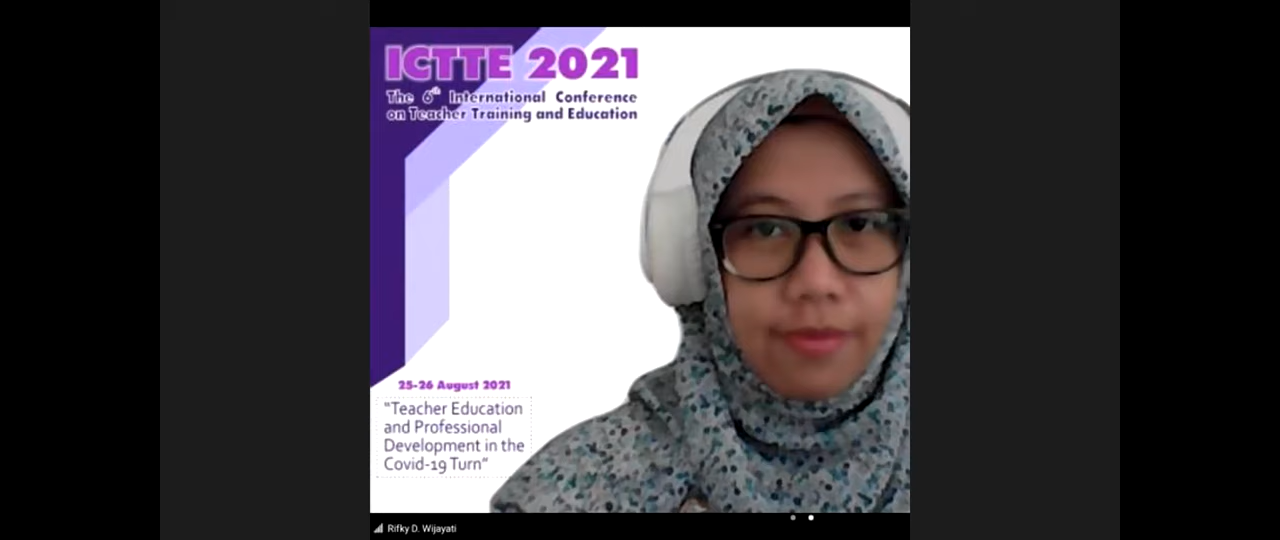 ICTTE 2021
The 6th International Conference
on Teacher Training and Education
25-26 August 2021
"Teacher Education
and Professional
Development in the
Covid-19 Turn"
Rifky D. Wijayati